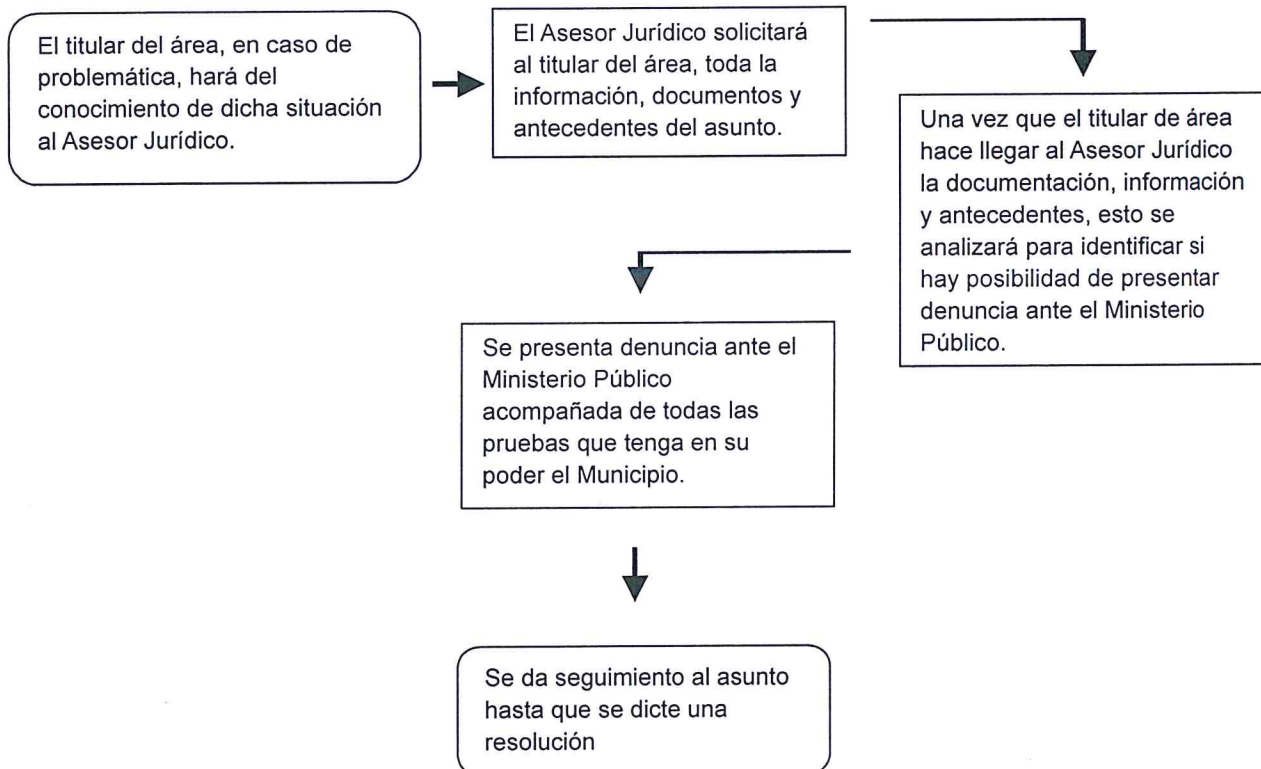 El titular del área, en caso de
problemática, hará del
conocimiento de dicha situación
al Asesor Jurídico.
El Asesor Jurídico solicitará
al titular del área, toda la
información, documentos y
antecedentes del asunto.
Una vez que el titular de área
hace llegar al Asesor Jurídico
la documentación, información
y antecedentes, esto se
analizará para identificar si
hay posibilidad de presentar
denuncia ante el Ministerio
Público.
Se presenta denuncia ante el
Ministerio Público
acompañada de todas las
pruebas que tenga en su
poder el Municipio.
Se da seguimiento al asunto
hasta que se dicte una
resolución